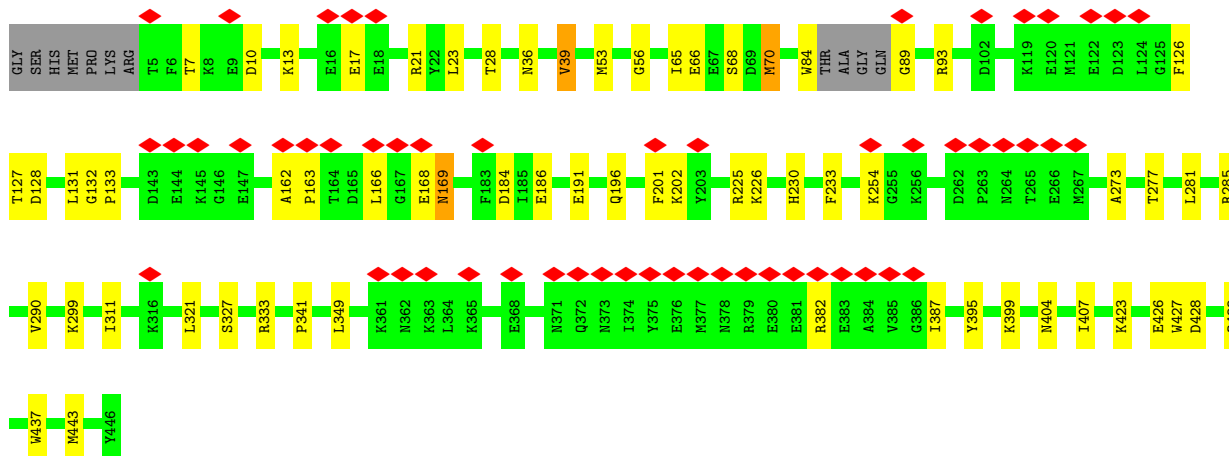 GLY SER HIS MET PRO LYS ARG T5 F6 T7 K8 E9 D10 K13 E16 E17 E18 R21 Y22 L23 T28 N36 V39 M53 G56 I65 E66 E67 S68 D69 M70 W84 THR ALA GLY GLN G89 R93 D102 K119 E120 M121 E122 D123 L124 G125 F126
T127 D128 L131 G132 P133 D143 E144 K145 G146 E147 A162 P163 T164 D165 L166 G167 E168 N169 F183 D184 I185 E186 E191 Q196 F201 K202 Y203 R225 K226 H230 F233 K254 G255 K256 D262 P263 N264 T265 E266 M267 A273 T277 L281
V290 K299 I311 K316 L321 S327 R333 P341 L349 K361 N362 K363 L364 K365 E368 N371 Q372 N373 I374 Y375 E376 M377 N378 R379 E380 E381 R382 E383 A384 V385 G386 I387 Y395 K399 N404 I407 K423 E426 W427 D428
W437 M443 Y446